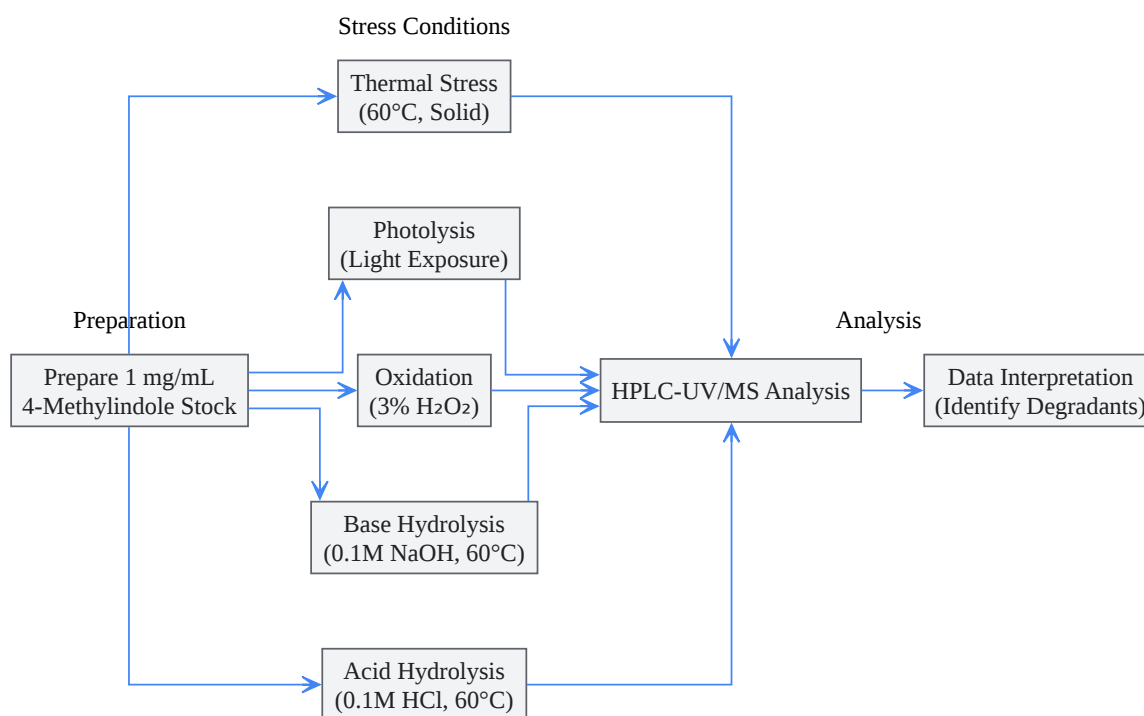 Stress Conditions
Thermal Stress
(60°C, Solid)
Photolysis
(Light Exposure)
Preparation
Analysis
Prepare 1 mg/mL
4-Methylindole Stock
Oxidation
(3% H₂O₂)
HPLC-UV/MS Analysis
Data Interpretation
(Identify Degradants)
Base Hydrolysis
(0.1M NaOH, 60°C)
Acid Hydrolysis
(0.1M HCl, 60°C)